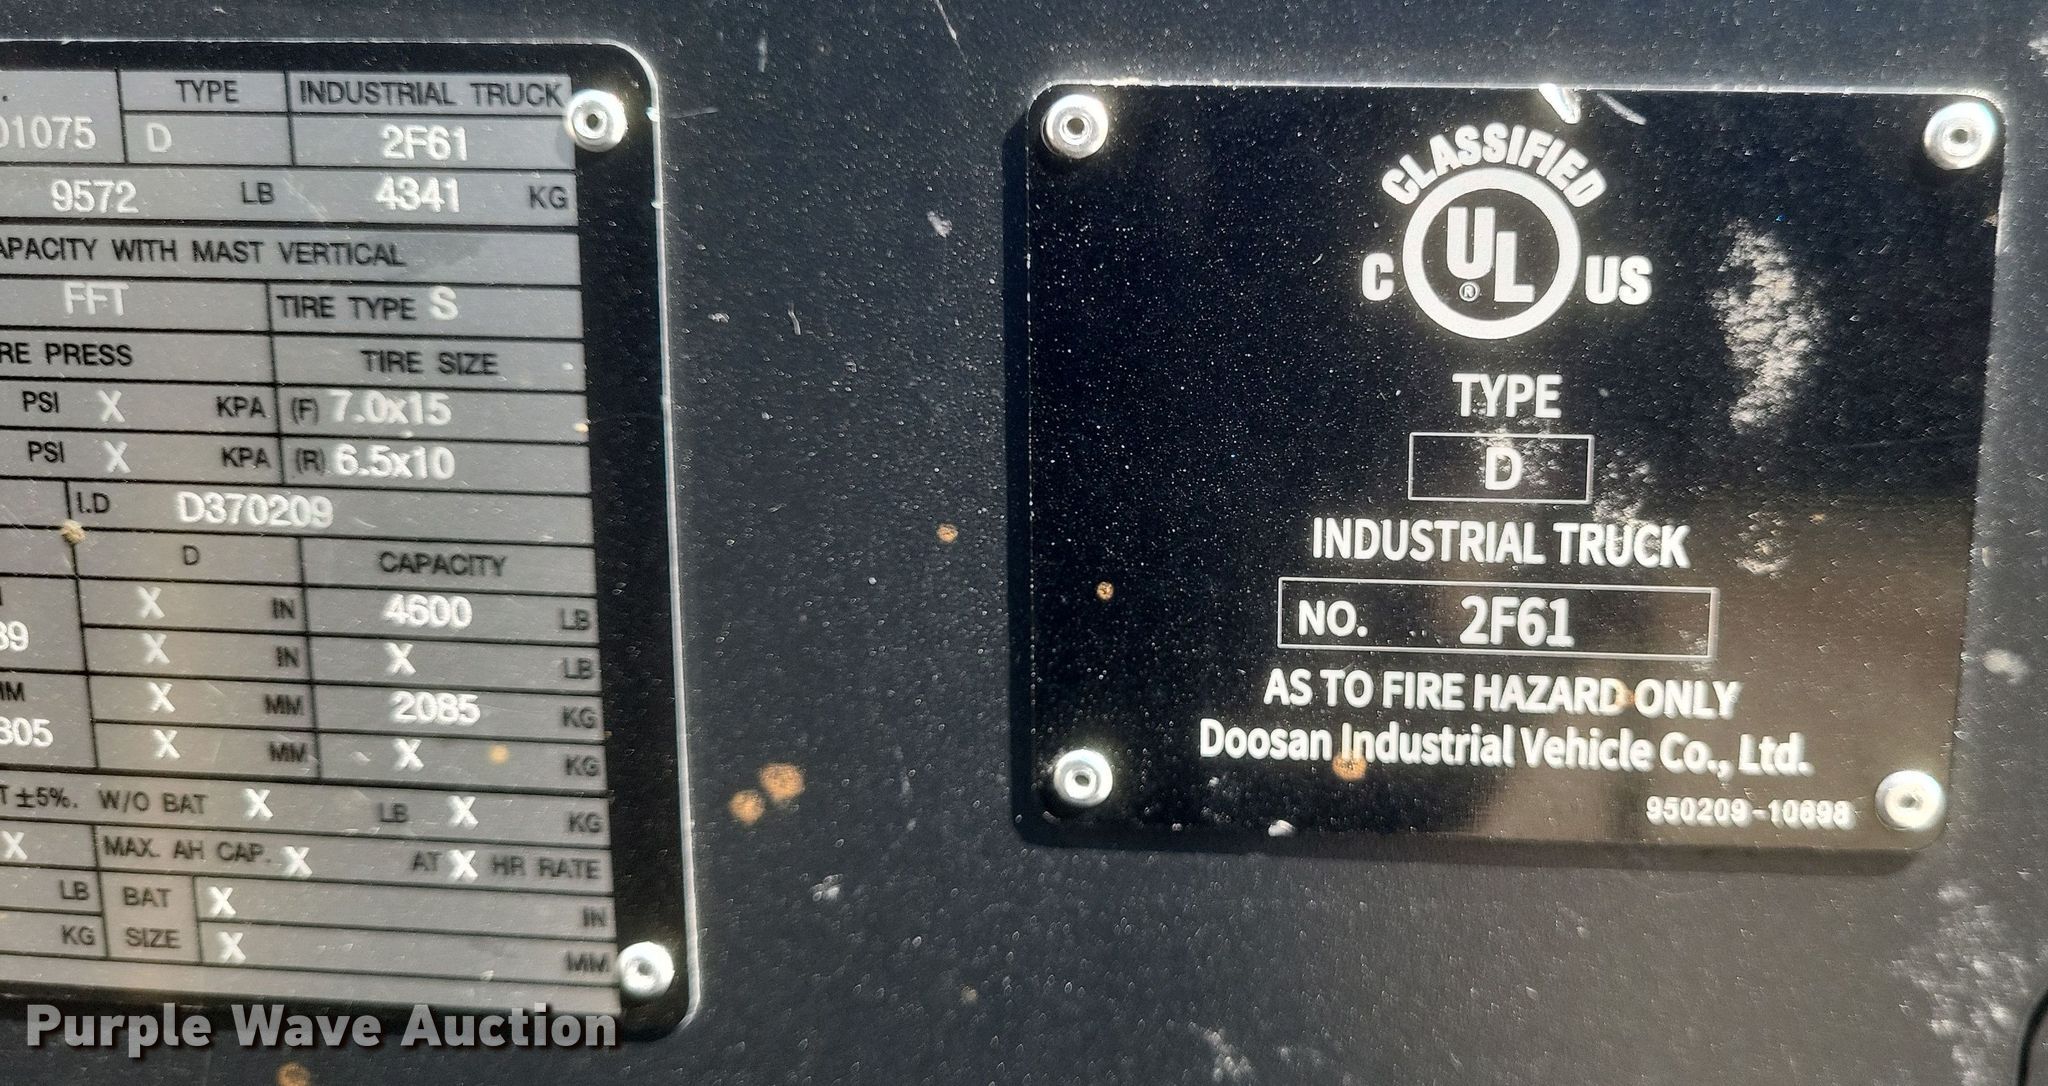 . TYPE INDUSTRIAL TRUCK
01075 D 2F61
9572 LB 4341 KG
APACITY WITH MAST VERTICAL
FFT TIRE TYPE S
RE PRESS TIRE SIZE
PSI X KPA (F) 7.0x15
PSI X KPA (R) 6.5x10
I.D D370209
D CAPACITY
X IN 4600 LB
39 X IN X LB
MM X MM 2085 KG
305 X MM X KG
T ±5%. W/O BAT X LB X KG
X MAX. AH CAP. X AT X HR RATE
LB BAT X IN
KG SIZE X MM
CLASSIFIED
C UL ® US
TYPE
D
INDUSTRIAL TRUCK
NO. 2F61
AS TO FIRE HAZARD ONLY
Doosan Industrial Vehicle Co., Ltd.
950209-10698
Purple Wave Auction